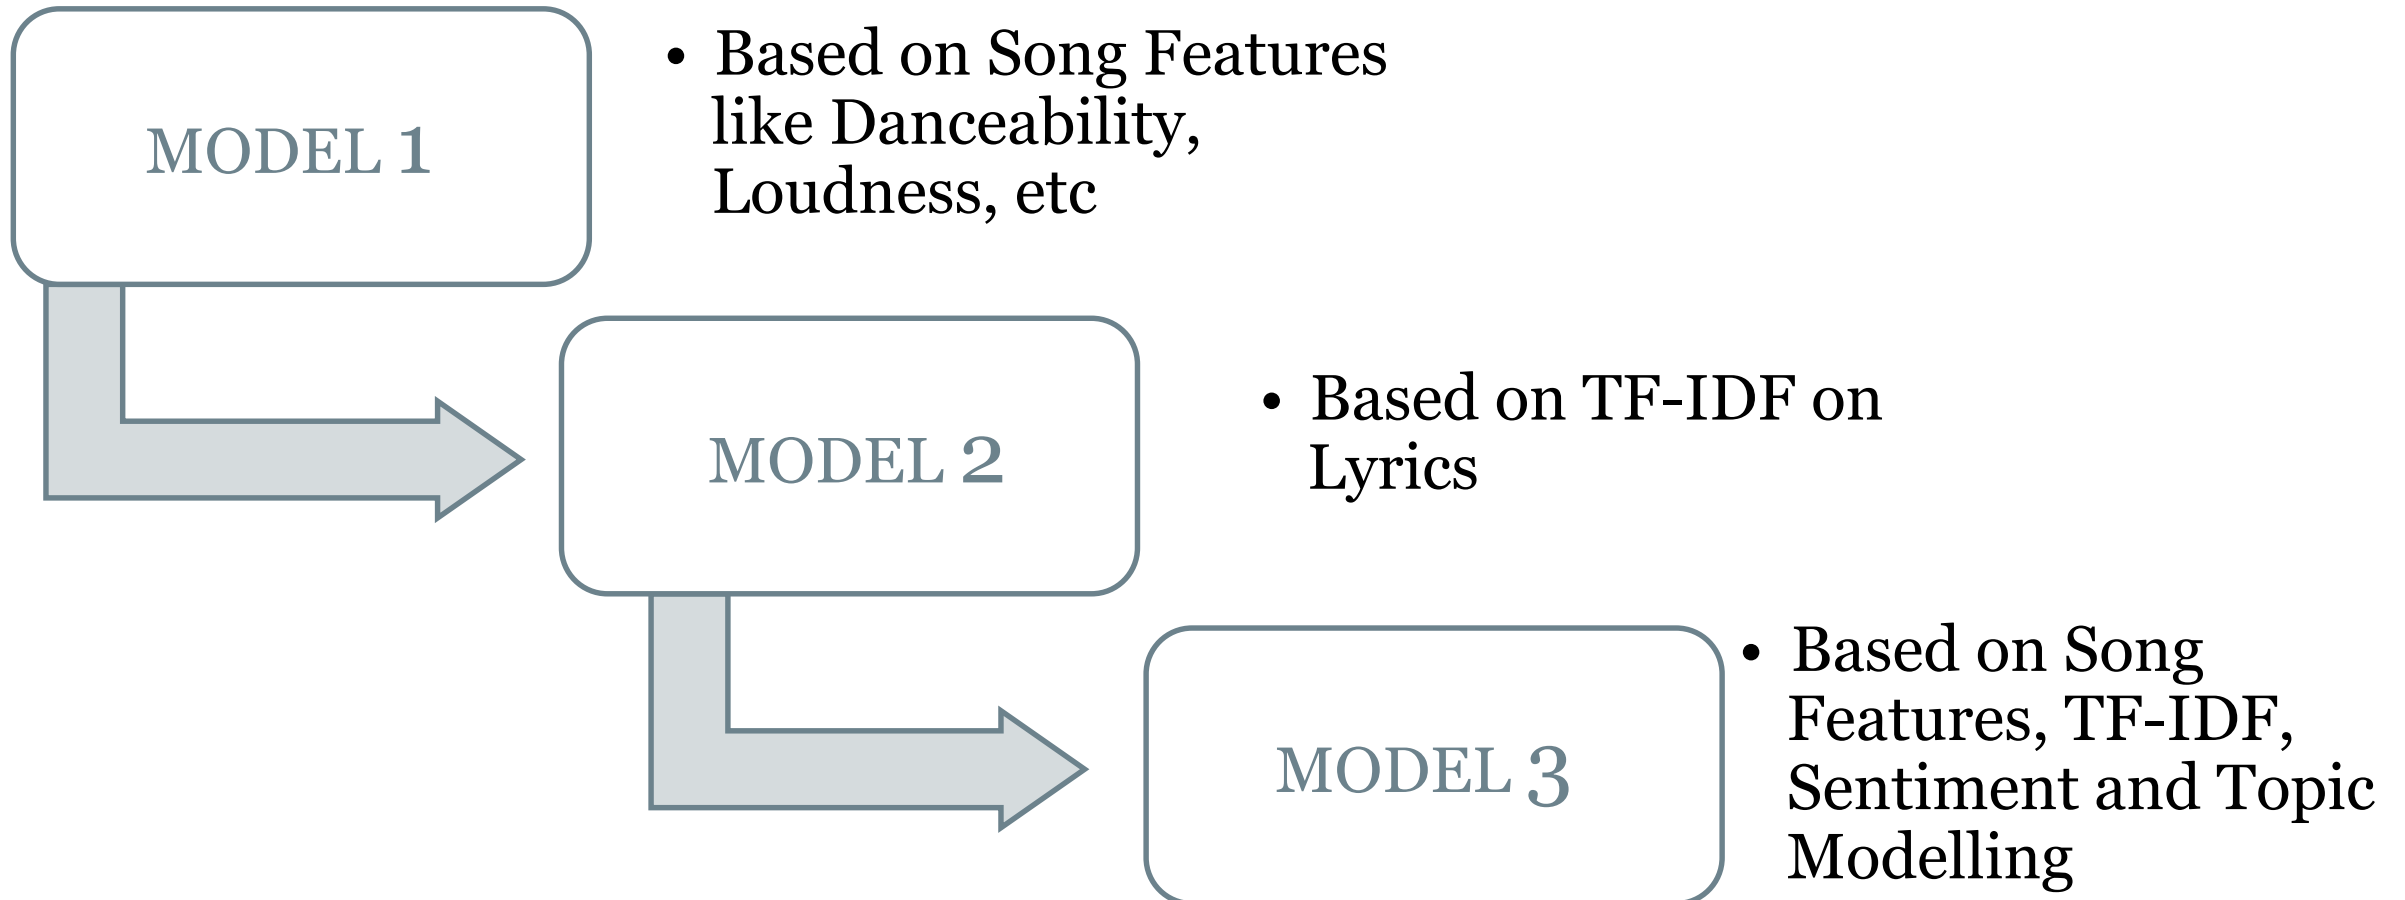 MODEL 1
• Based on Song Features
like Danceability,
Loudness, etc
MODEL 2
• Based on TF-IDF on
Lyrics
MODEL 3
• Based on Song
Features, TF-IDF,
Sentiment and Topic
Modelling